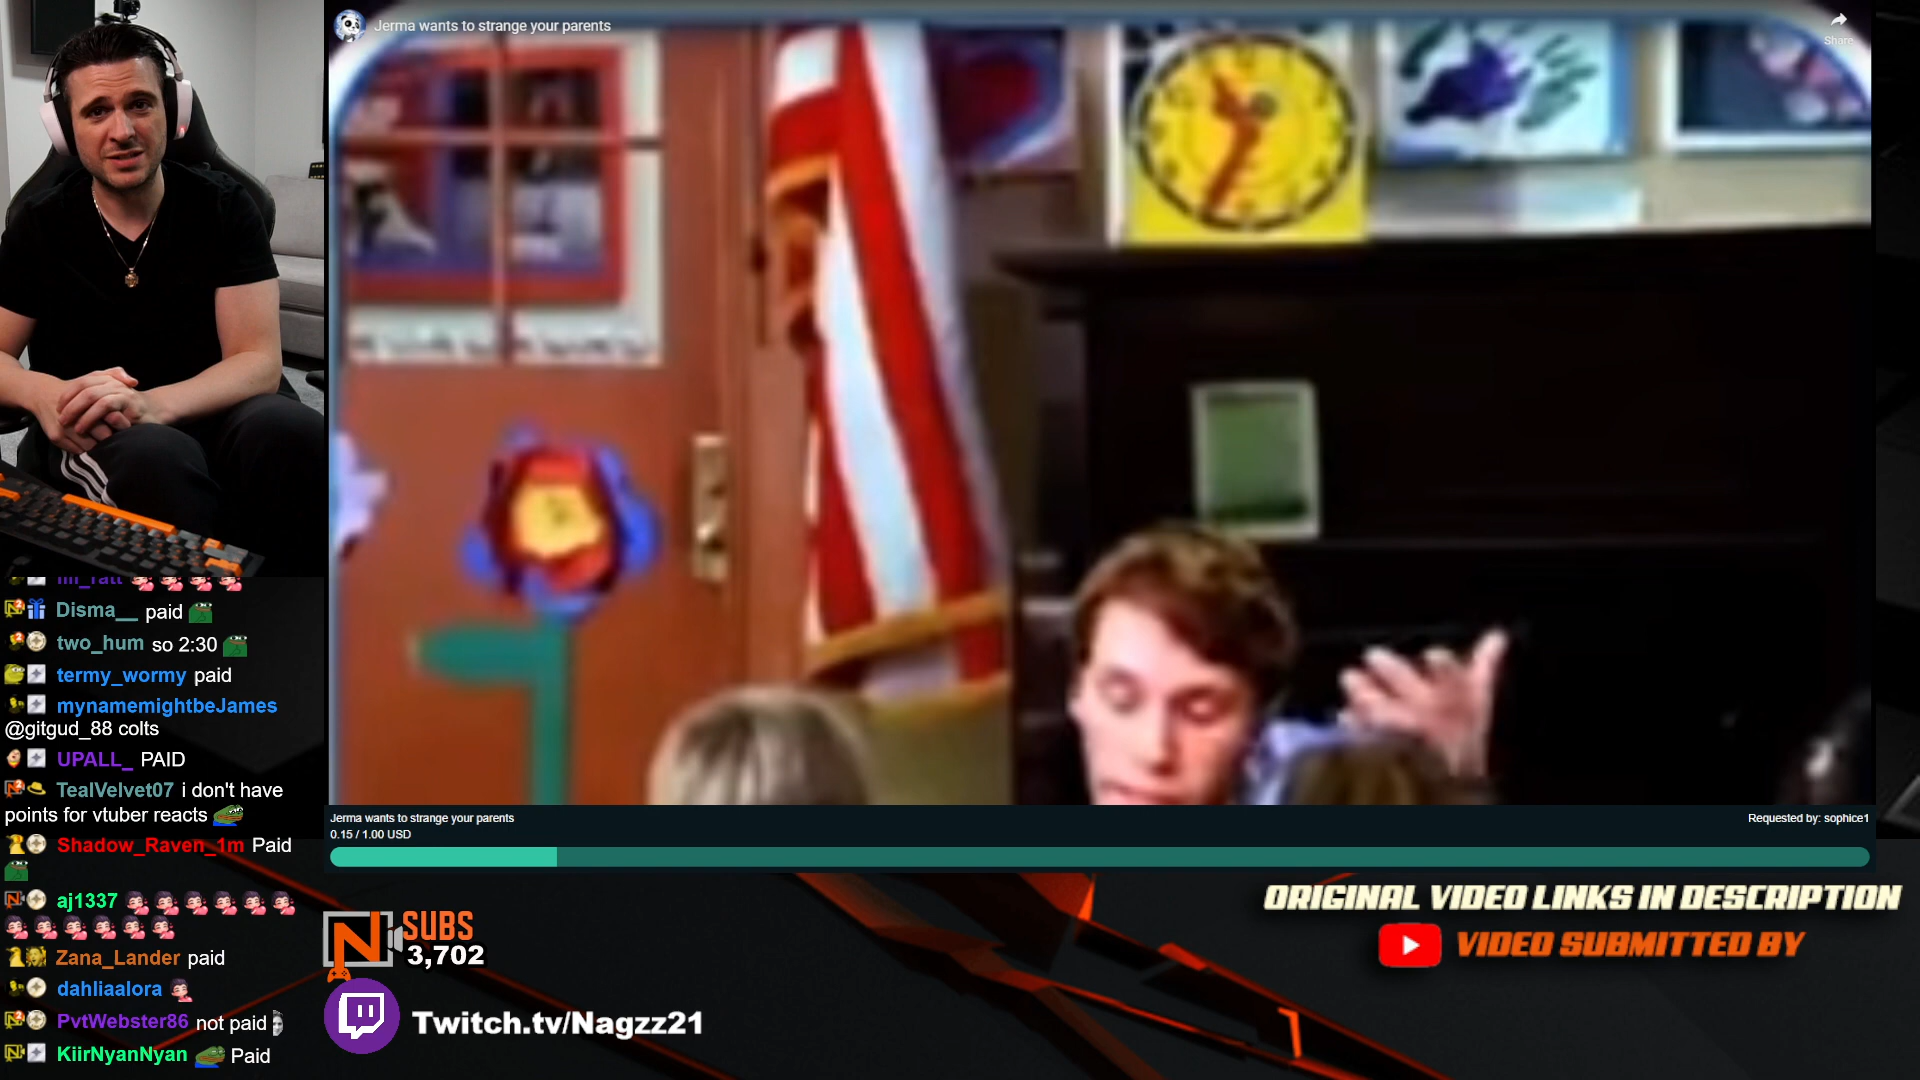 Jerma wants to strange your parents
Share
Disma__ paid
two_hum so 2:30
termy_wormy paid
mynamemightbeJames
@gitgud_88 colts
UPALL_ PAID
TealVelvet07 i don't have
points for vtuber reacts
Shadow_Raven_1m Paid
aj1337
Zana_Lander paid
dahliaalora
PvtWebster86 not paid
KiirNyanNyan Paid
Jerma wants to strange your parents
0.15 / 1.00 USD
Requested by: sophice1
N SUBS
3,702
Twitch.tv/Nagzz21
ORIGINAL VIDEO LINKS IN DESCRIPTION
VIDEO SUBMITTED BY